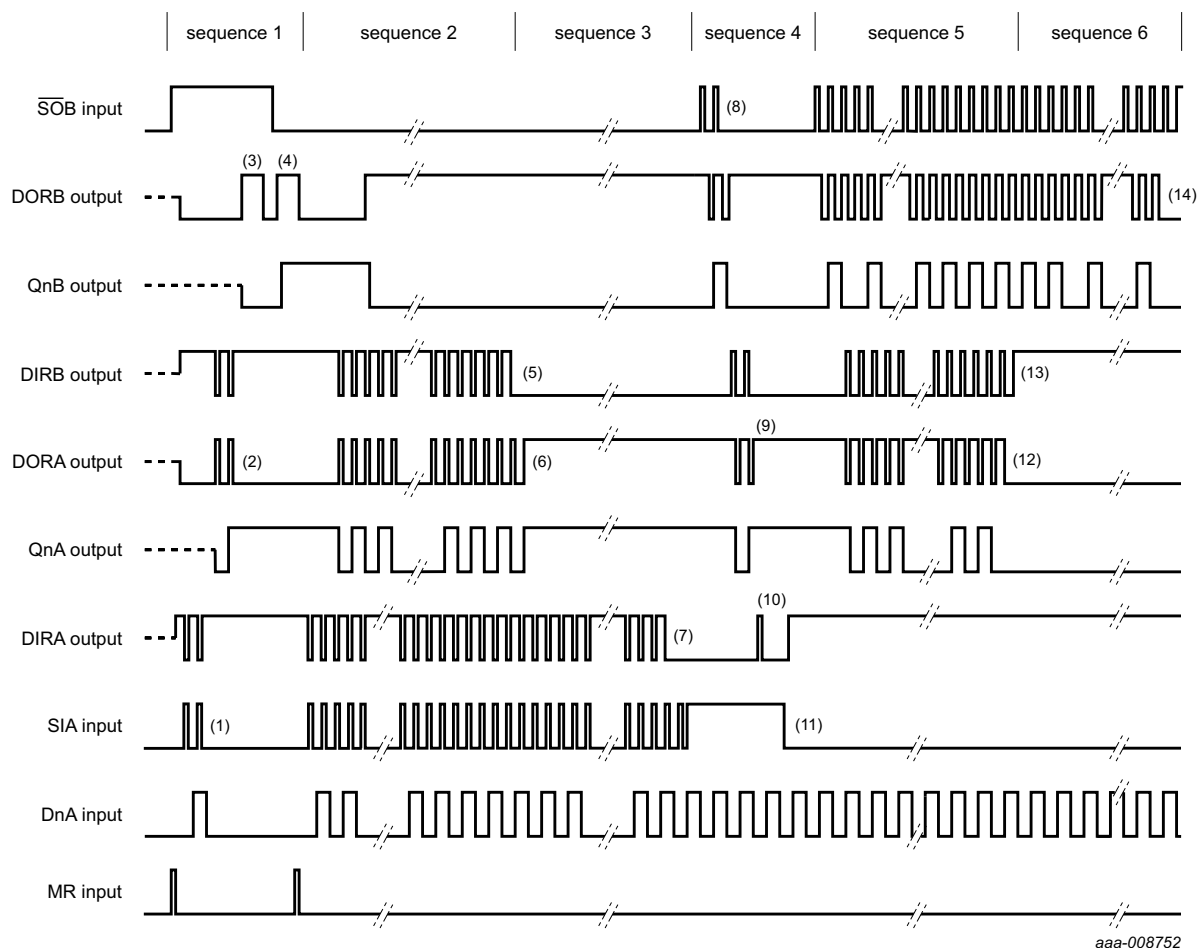 sequence 1 sequence 2 sequence 3 sequence 4 sequence 5 sequence 6
S̅O̅B input (8)
(3) (4)
DORB output (14)
QnB output
DIRB output (5) (13)
(9)
DORA output (2) (6) (12)
QnA output
(10)
DIRA output (7)
SIA input (1) (11)
DnA input
MR input
aaa-008752